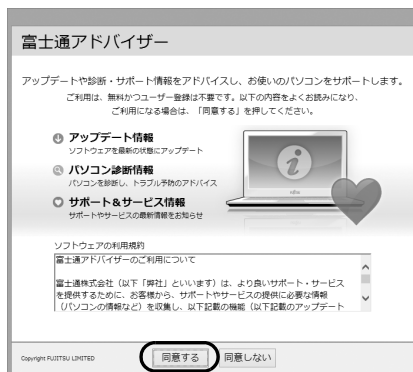 富士通アドバイザー
アップデートや診断・サポート情報をアドバイスし、お使いのパソコンをサポートします。
ご利用は、無料かつユーザー登録は不要です。以下の内容をよくお読みになり、
ご利用になる場合は、「同意する」を押してください。
アップデート情報
ソフトウェアを最新の状態にアップデート
パソコン診断情報
パソコンを診断し、トラブル予防のアドバイス
サポート&サービス情報
サポートやサービスの最新情報をお知らせ
ソフトウェアの利用規約
富士通アドバイザーのご利用について
富士通株式会社（以下「弊社」といいます）は、より良いサポート・サービス
を提供するために、お客様から、サポートやサービスの提供に必要な情報
（パソコンの情報など）を収集し、以下記載の機能（以下記載のアップデート
Copyright FUJITSU LIMITED
同意する
同意しない